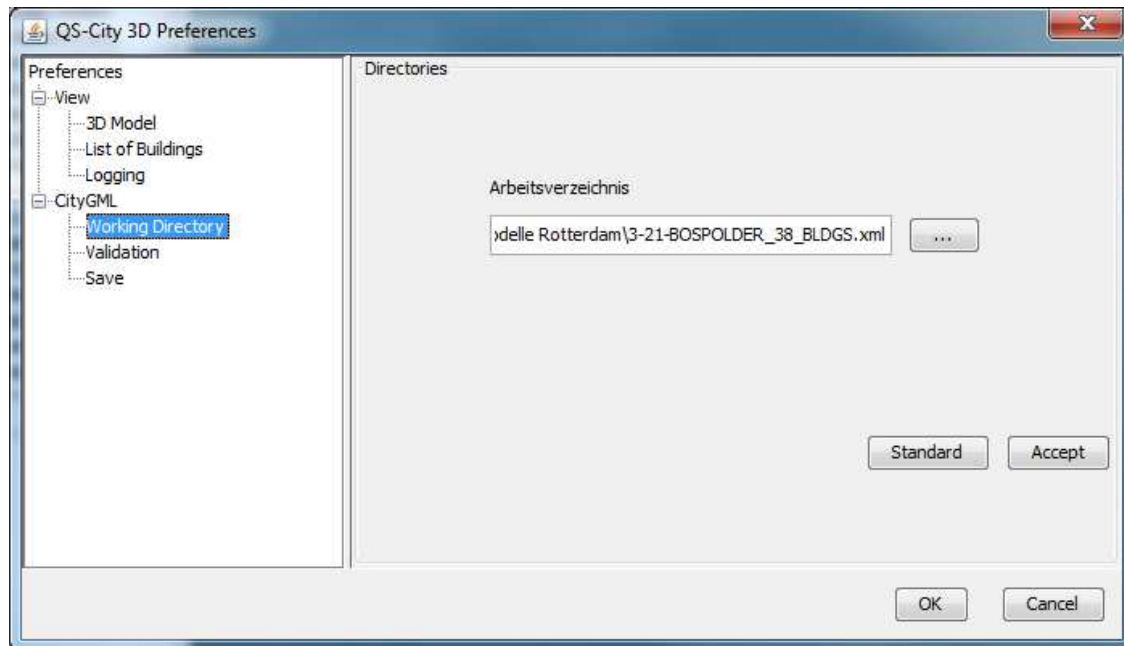 QS-City 3D Preferences
Preferences
View
3D Model
List of Buildings
Logging
CityGML
Working Directory
Validation
Save
Directories
Arbeitsverzeichnis
delle Rotterdam\3-21-BOSPOLDER_38_BLDGS.xml
...
Standard
Accept
OK
Cancel